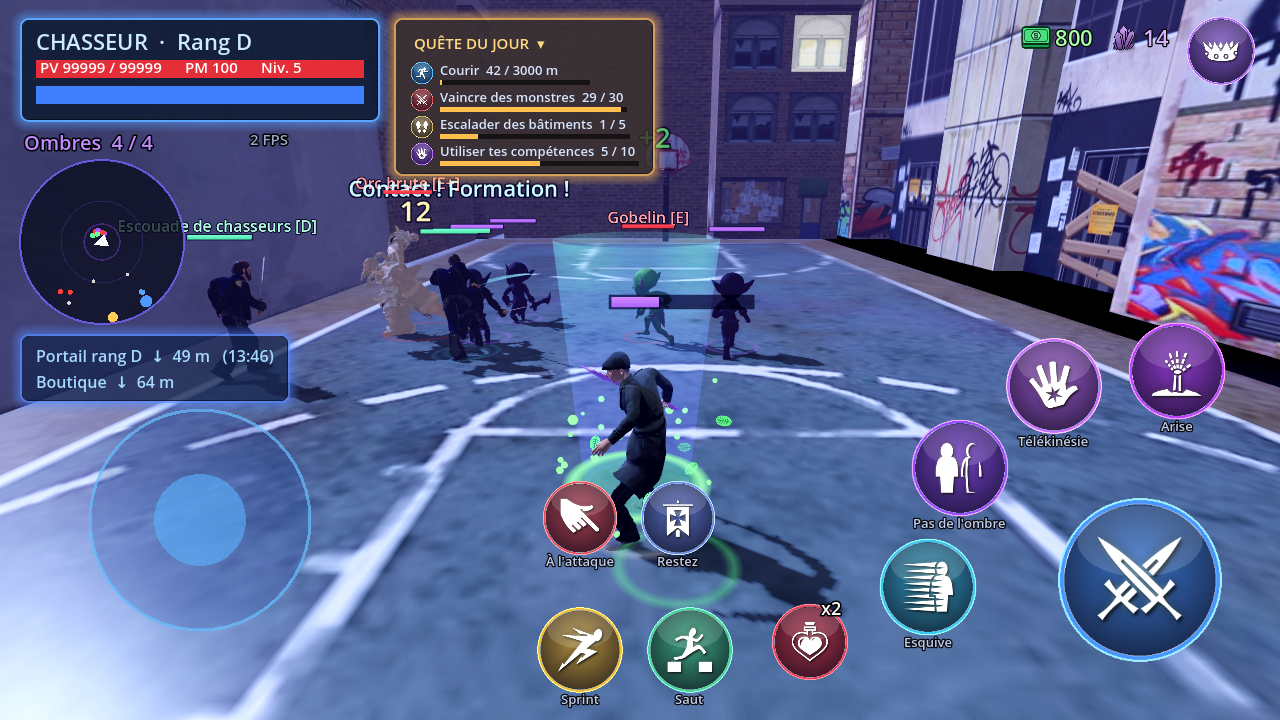 CHASSEUR · Rang D
PV 99999 / 99999 PM 100 Niv. 5
QUÊTE DU JOUR ▼
Courir 42 / 3000 m
Vaincre des monstres 29 / 30
Escalader des bâtiments 1 / 5
Utiliser tes compétences 5 / 10
800
14
Ombres 4 / 4
2 FPS
+2
Orc brute [E+]
Contact ! Formation !
12
Escouade de chasseurs [D]
Gobelin [E]
Portail rang D ↓ 49 m (13:46)
Boutique ↓ 64 m
Télékinésie
Arise
Pas de l'ombre
À l'attaque
Restez
Esquive
x2
Sprint
Saut